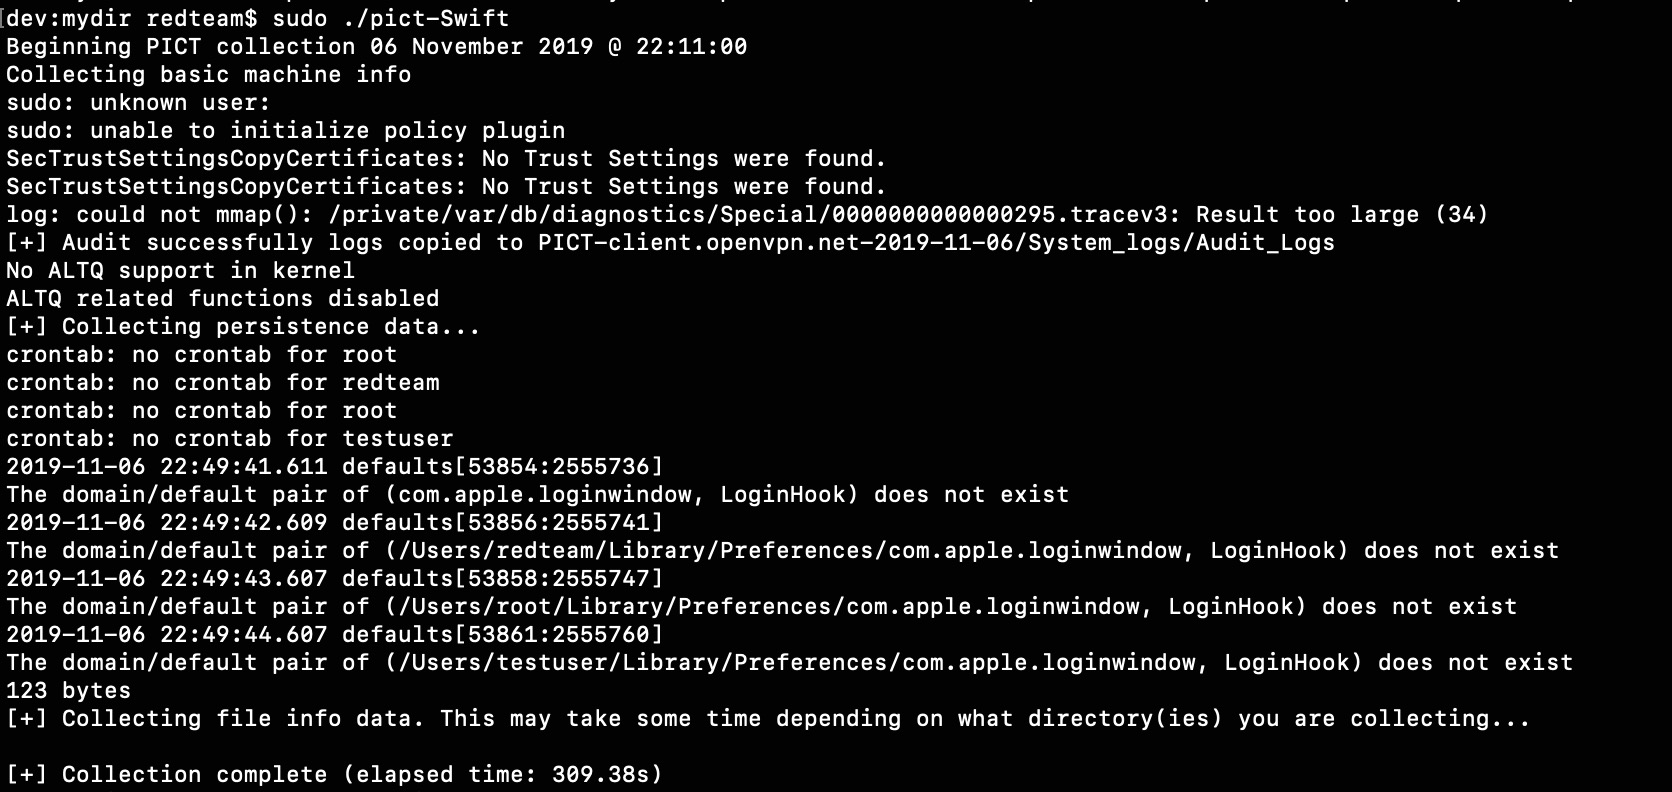 dev:mydir redteam$ sudo ./pict-Swift
Beginning PICT collection 06 November 2019 @ 22:11:00
Collecting basic machine info
sudo: unknown user:
sudo: unable to initialize policy plugin
SecTrustSettingsCopyCertificates: No Trust Settings were found.
SecTrustSettingsCopyCertificates: No Trust Settings were found.
log: could not mmap(): /private/var/db/diagnostics/Special/0000000000000295.tracev3: Result too large (34)
[+] Audit successfully logs copied to PICT-client.openvpn.net-2019-11-06/System_logs/Audit_Logs
No ALTQ support in kernel
ALTQ related functions disabled
[+] Collecting persistence data...
crontab: no crontab for root
crontab: no crontab for redteam
crontab: no crontab for root
crontab: no crontab for testuser
2019-11-06 22:49:41.611 defaults[53854:2555736]
The domain/default pair of (com.apple.loginwindow, LoginHook) does not exist
2019-11-06 22:49:42.609 defaults[53856:2555741]
The domain/default pair of (/Users/redteam/Library/Preferences/com.apple.loginwindow, LoginHook) does not exist
2019-11-06 22:49:43.607 defaults[53858:2555747]
The domain/default pair of (/Users/root/Library/Preferences/com.apple.loginwindow, LoginHook) does not exist
2019-11-06 22:49:44.607 defaults[53861:2555760]
The domain/default pair of (/Users/testuser/Library/Preferences/com.apple.loginwindow, LoginHook) does not exist
123 bytes
[+] Collecting file info data. This may take some time depending on what directory(ies) you are collecting...
[+] Collection complete (elapsed time: 309.38s)